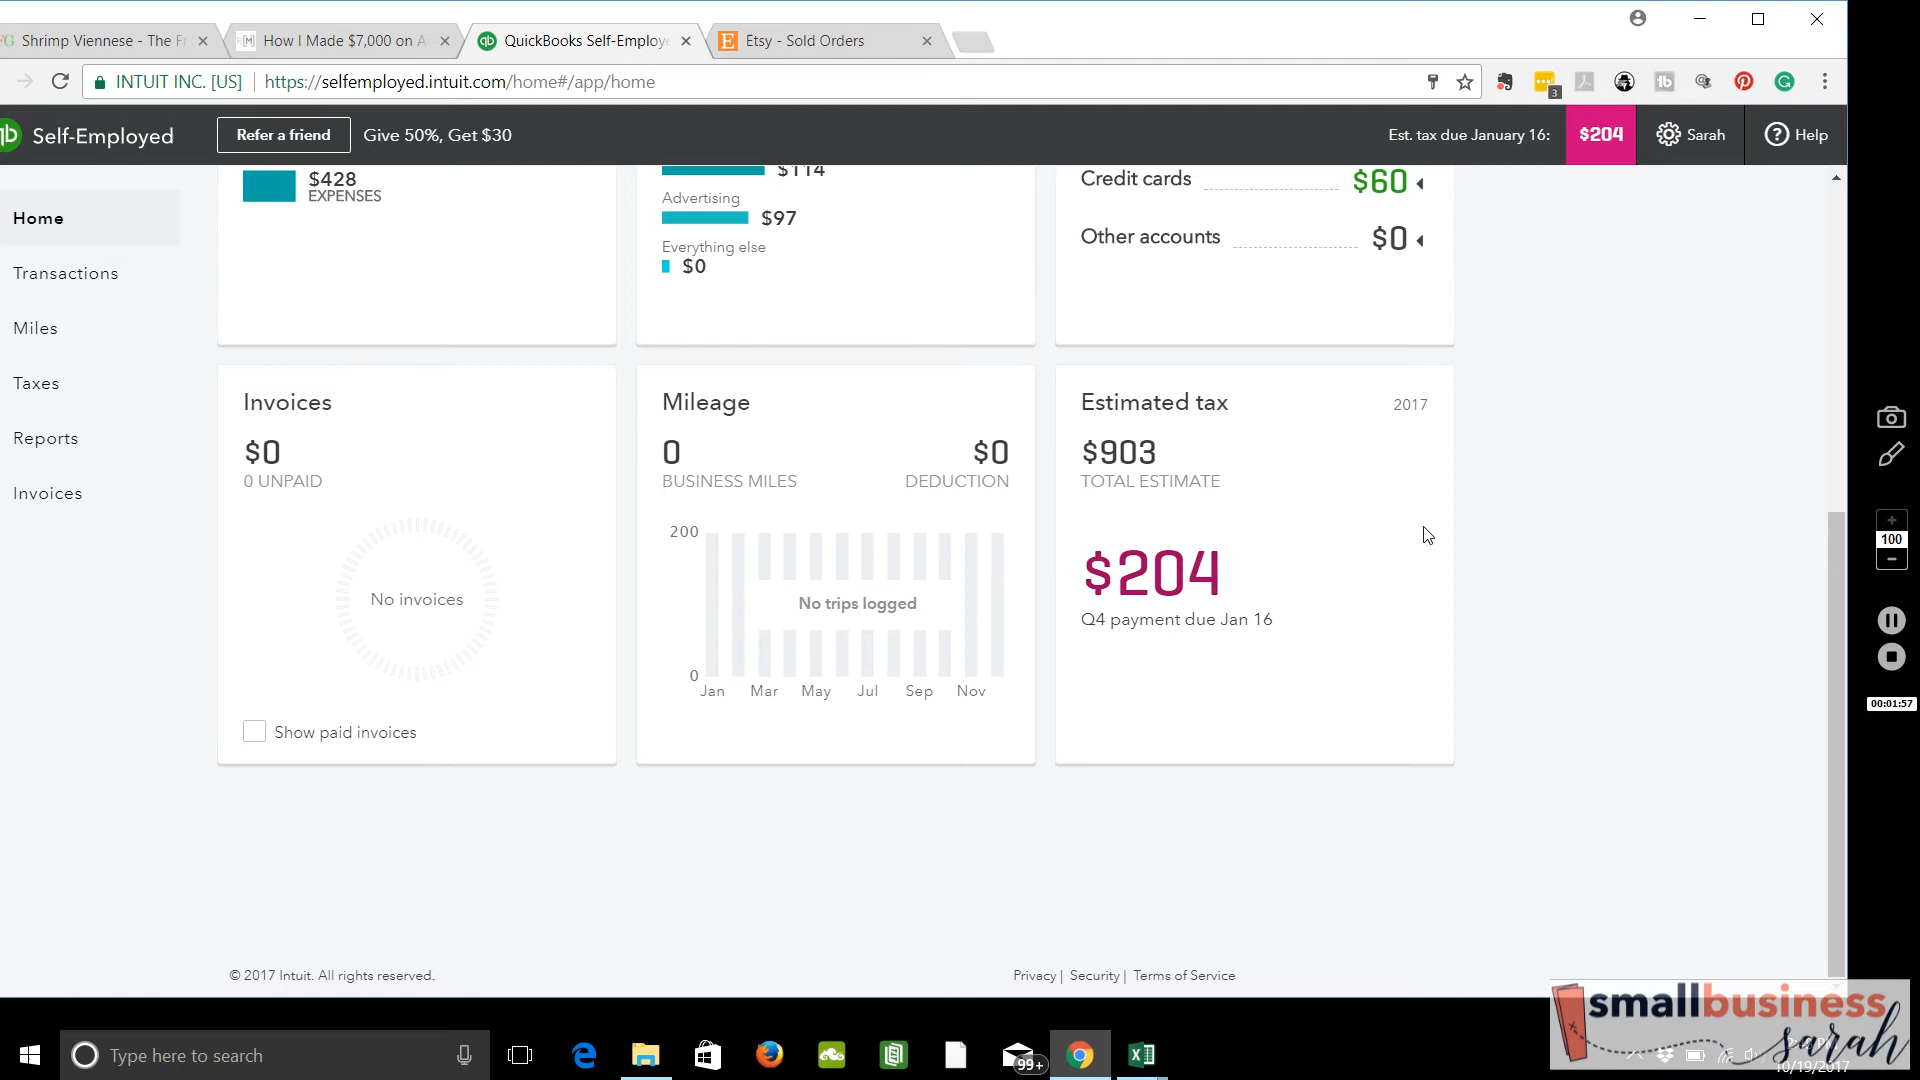 Shrimp Viennese - The Fr
How I Made $7,000 on A
QuickBooks Self-Employe
Etsy - Sold Orders
INTUIT INC. [US]
https://selfemployed.intuit.com/home#/app/home
3
Self-Employed
Refer a friend
Give 50%, Get $30
Est. tax due January 16:
$204
Sarah
Help
Home
Transactions
Miles
Taxes
Reports
Invoices
$428
EXPENSES
$114
Advertising
$97
Everything else
$0
Credit cards
$60
Other accounts
$0
Invoices
$0
0 UNPAID
No invoices
Show paid invoices
Mileage
0
$0
BUSINESS MILES
DEDUCTION
200
No trips logged
0
Jan
Mar
May
Jul
Sep
Nov
Estimated tax
2017
$903
TOTAL ESTIMATE
$204
Q4 payment due Jan 16
100
00:01:57
© 2017 Intuit. All rights reserved.
Privacy |
Security |
Terms of Service
smallbusiness
sarah
Type here to search
99+
10/19/2017